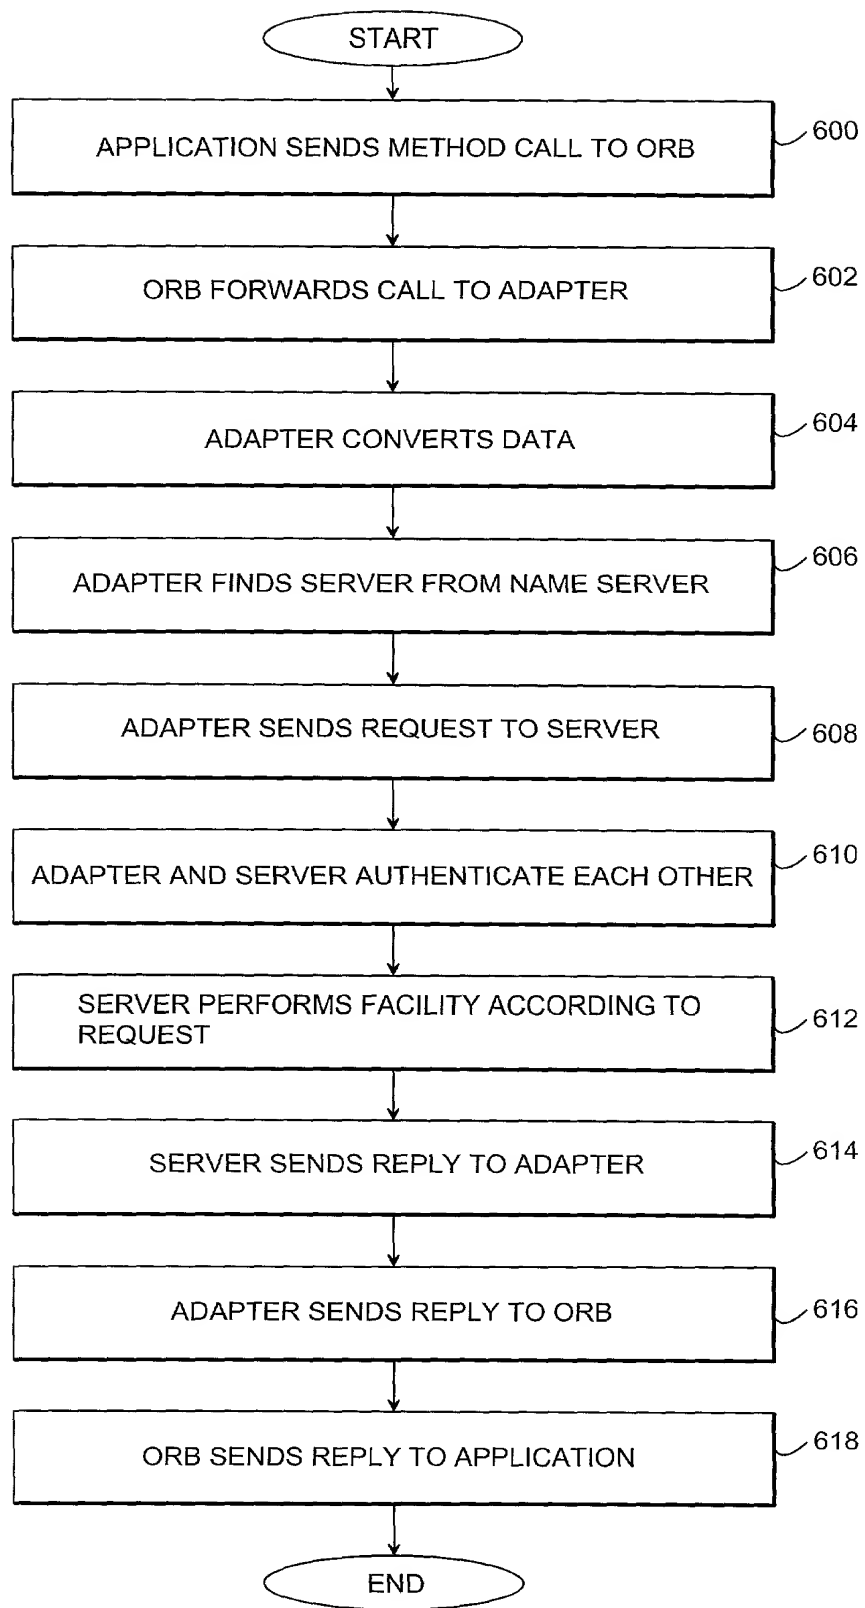 START
APPLICATION SENDS METHOD CALL TO ORB
600
ORB FORWARDS CALL TO ADAPTER
602
ADAPTER CONVERTS DATA
604
ADAPTER FINDS SERVER FROM NAME SERVER
606
ADAPTER SENDS REQUEST TO SERVER
608
ADAPTER AND SERVER AUTHENTICATE EACH OTHER
610
SERVER PERFORMS FACILITY ACCORDING TO
REQUEST
612
SERVER SENDS REPLY TO ADAPTER
614
ADAPTER SENDS REPLY TO ORB
616
ORB SENDS REPLY TO APPLICATION
618
END